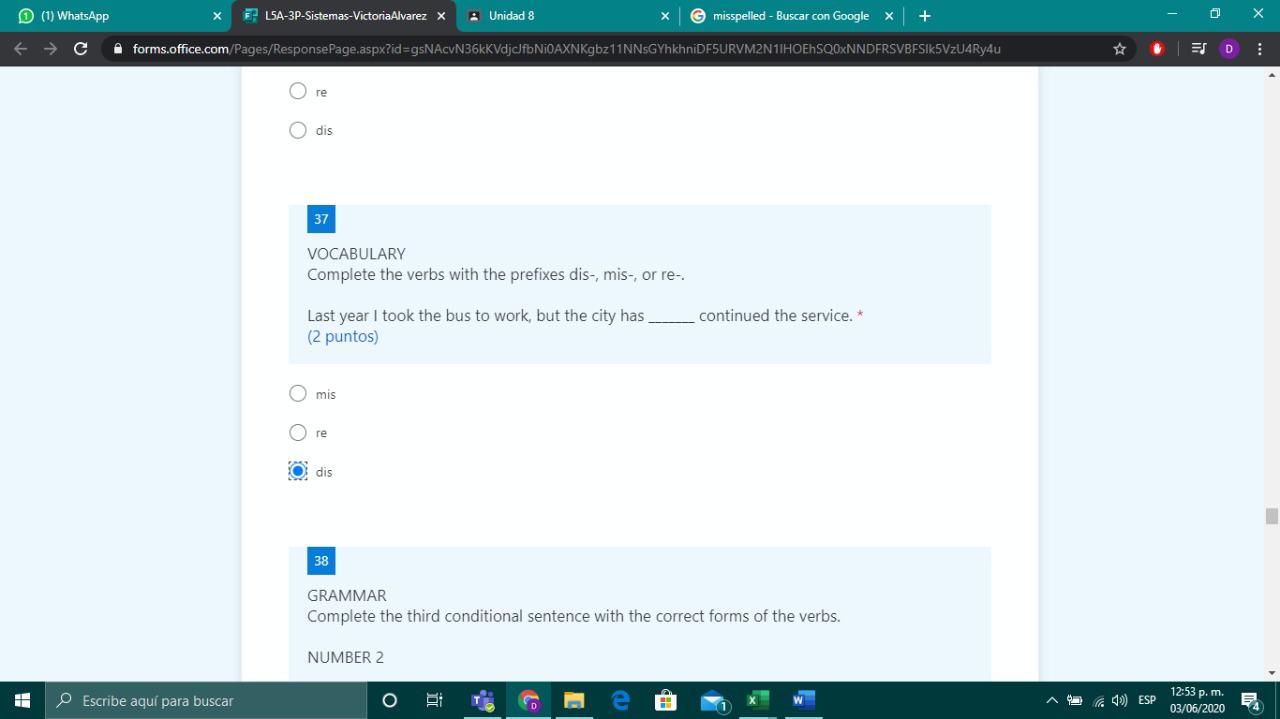 (1) WhatsApp
L5A-3P-Sistemas-VictoriaAlvarez
Unidad 8
misspelled - Buscar con Google
forms.office.com/Pages/ResponsePage.aspx?id=gsNAcvN36kKVdjcJfbNi0AXNKgbz11NNsGYhkhniDF5URVM2N1lHOEhSQ0xNNDFRSVBFSlk5VzU4Ry4u
D
re
dis
37
VOCABULARY
Complete the verbs with the prefixes dis-, mis-, or re-.
Last year I took the bus to work, but the city has _______ continued the service. *
(2 puntos)
mis
re
dis
38
GRAMMAR
Complete the third conditional sentence with the correct forms of the verbs.
NUMBER 2
Escribe aquí para buscar
ESP
12:53 p. m.
03/06/2020